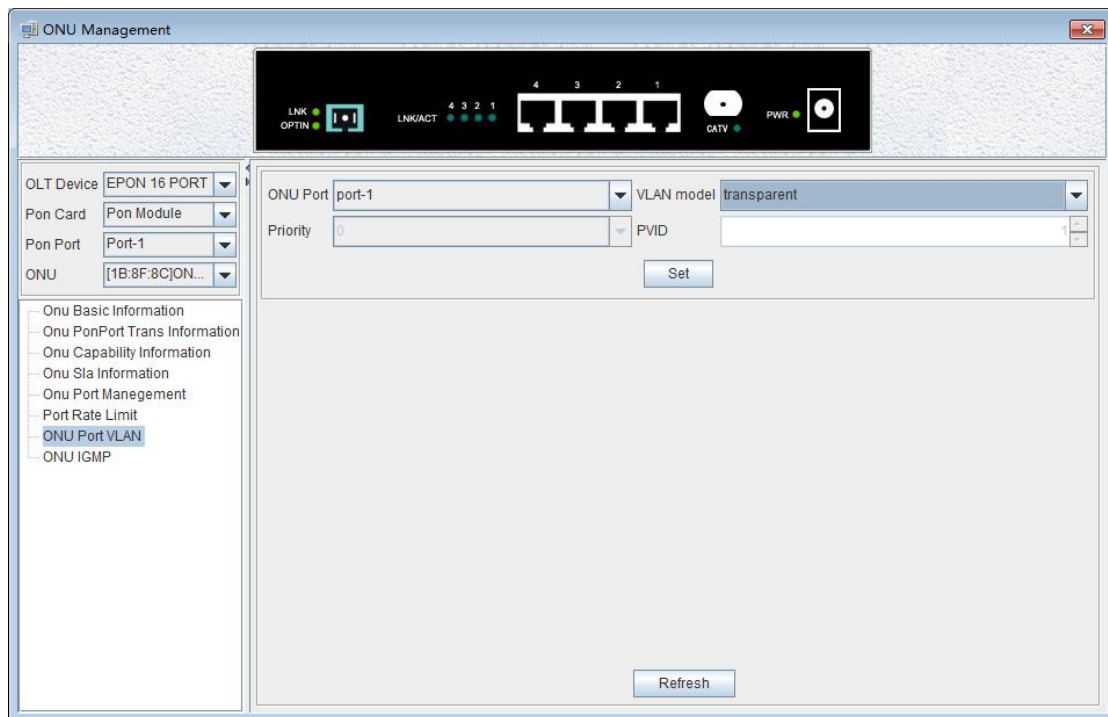 ONU Management
4 3 2 1
LNK
OPTIN
LNK/ACT
4 3 2 1
CATV
PWR
OLT Device EPON 16 PORT
Pon Card Pon Module
Pon Port Port-1
ONU [1B:8F:8C]ON...
Onu Basic Information
Onu PonPort Trans Information
Onu Capability Information
Onu Sla Information
Onu Port Manegement
Port Rate Limit
ONU Port VLAN
ONU IGMP
ONU Port port-1 VLAN model transparent
Priority 0 PVID 1
Set
Refresh